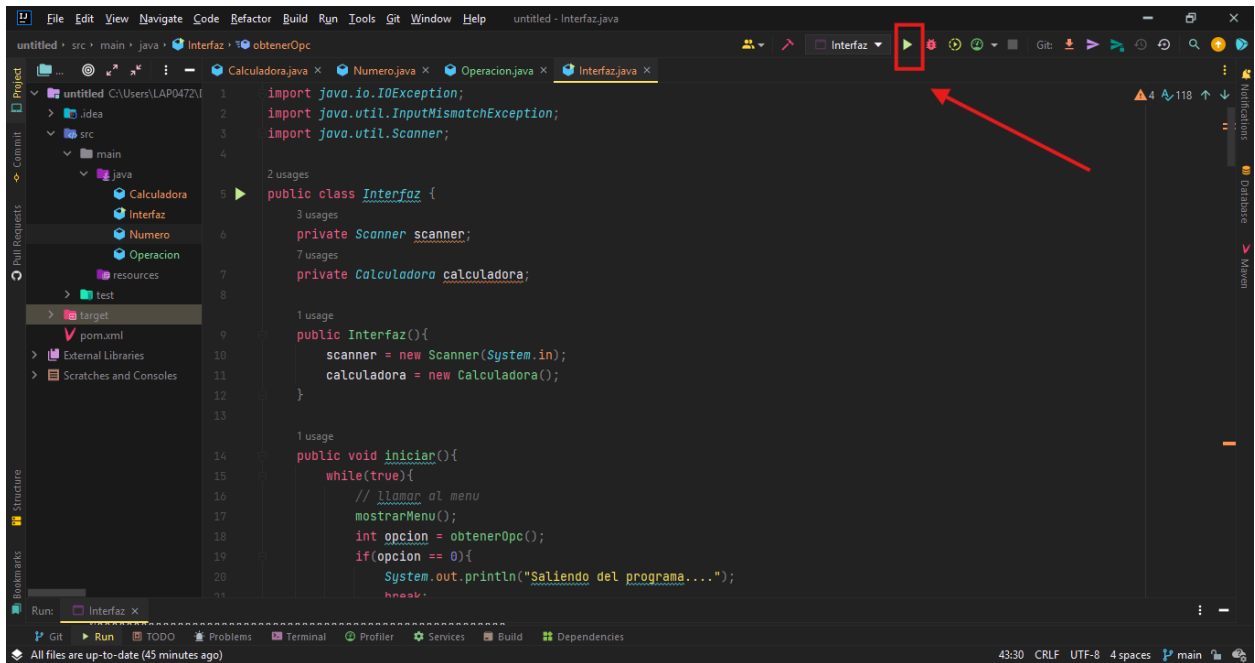 File Edit View Navigate Code Refactor Build Run Tools Git Window Help untitled - Interfaz.java
untitled src main java Interfaz obtenerOpc Interfaz Git:
... Calculadora.java Numero.java Operacion.java Interfaz.java
Project
Commit
Pull Requests
Structure
Bookmarks
untitled C:\Users\LAP0472\
.idea
src
main
java
Calculadora
Interfaz
Numero
Operacion
resources
test
target
pom.xml
External Libraries
Scratches and Consoles
4 118
1 import java.io.IOException;
2 import java.util.InputMismatchException;
3 import java.util.Scanner;
4
2 usages
5 public class Interfaz {
3 usages
6 private Scanner scanner;
7 usages
7 private Calculadora calculadora;
8
1 usage
9 public Interfaz(){
10 scanner = new Scanner(System.in);
11 calculadora = new Calculadora();
12 }
13
1 usage
14 public void iniciar(){
15 while(true){
16 // llamar al menu
17 mostrarMenu();
18 int opcion = obtenerOpc();
19 if(opcion == 0){
20 System.out.println("Saliendo del programa....");
21 break;
Notifications
Database
Maven
Run: Interfaz
Git Run TODO Problems Terminal Profiler Services Build Dependencies
All files are up-to-date (45 minutes ago) 43:30 CRLF UTF-8 4 spaces main